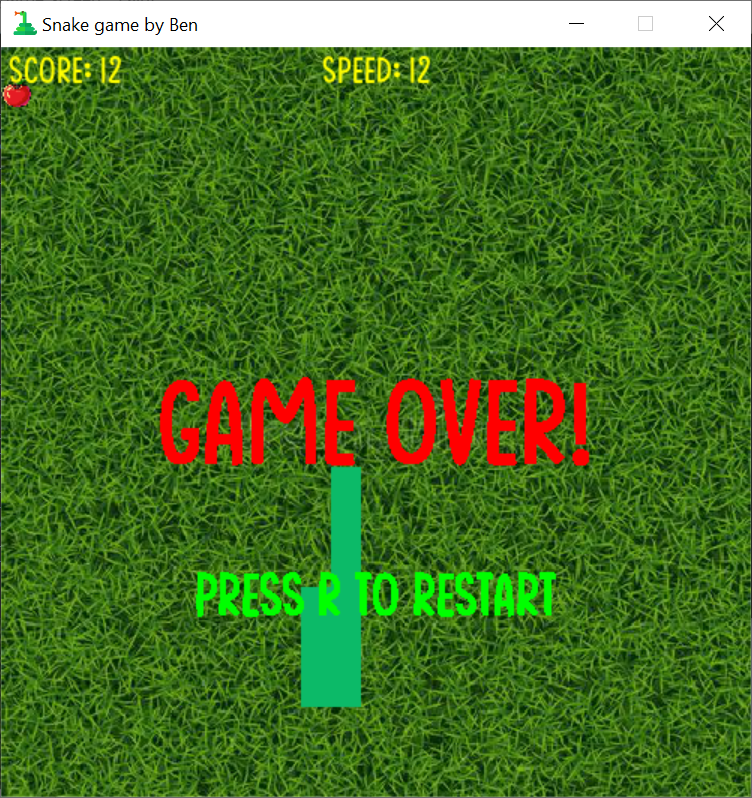 Snake game by Ben
SCORE: 12 SPEED: 12
GAME OVER!
PRESS R TO RESTART